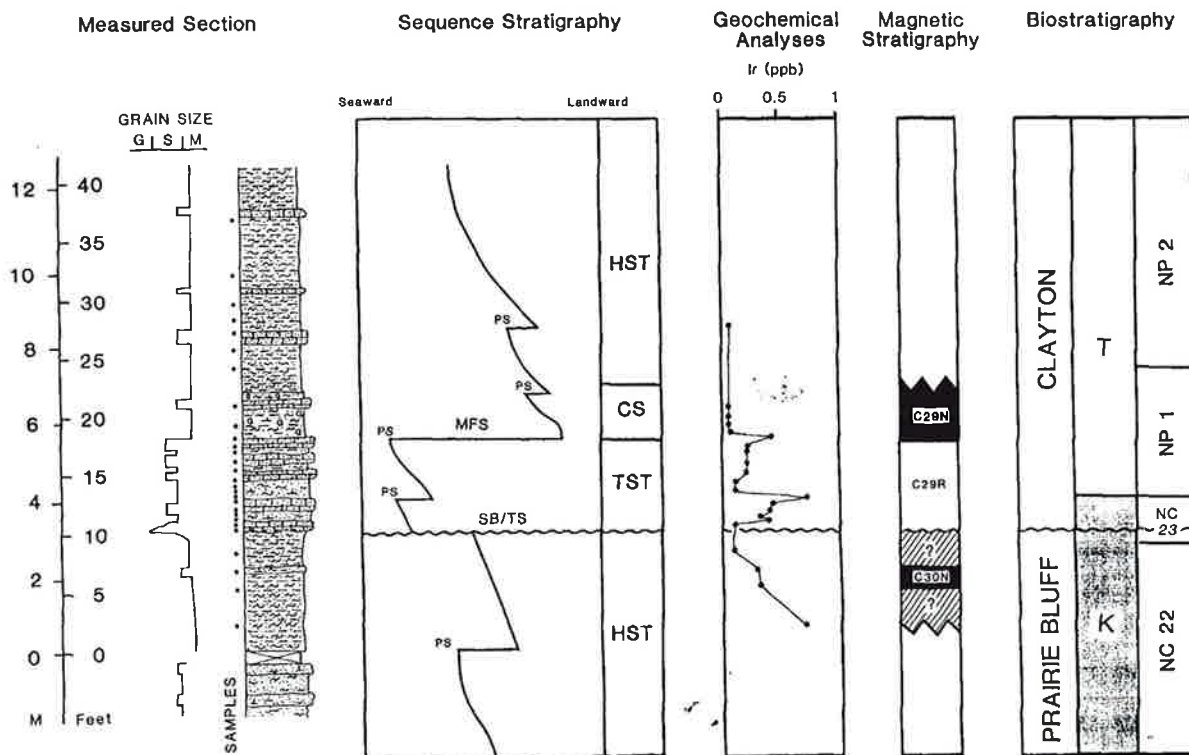 Measured Section
Sequence Stratigraphy
Geochemical Analyses
Magnetic Stratigraphy
Biostratigraphy
Ir (ppb)
0 0.5 1
Seaward
Landward
GRAIN SIZE
G S M
12
10
8
6
4
2
0
M
40
35
30
25
20
15
10
5
0
Feet
SAMPLES
PS
PS
PS
MFS
PS
SB/TS
PS
HST
CS
TST
HST
C29N
C29R
?
C30N
?
CLAYTON
PRAIRIE BLUFF
T
K
NP 2
NP 1
NC 23
NC 22